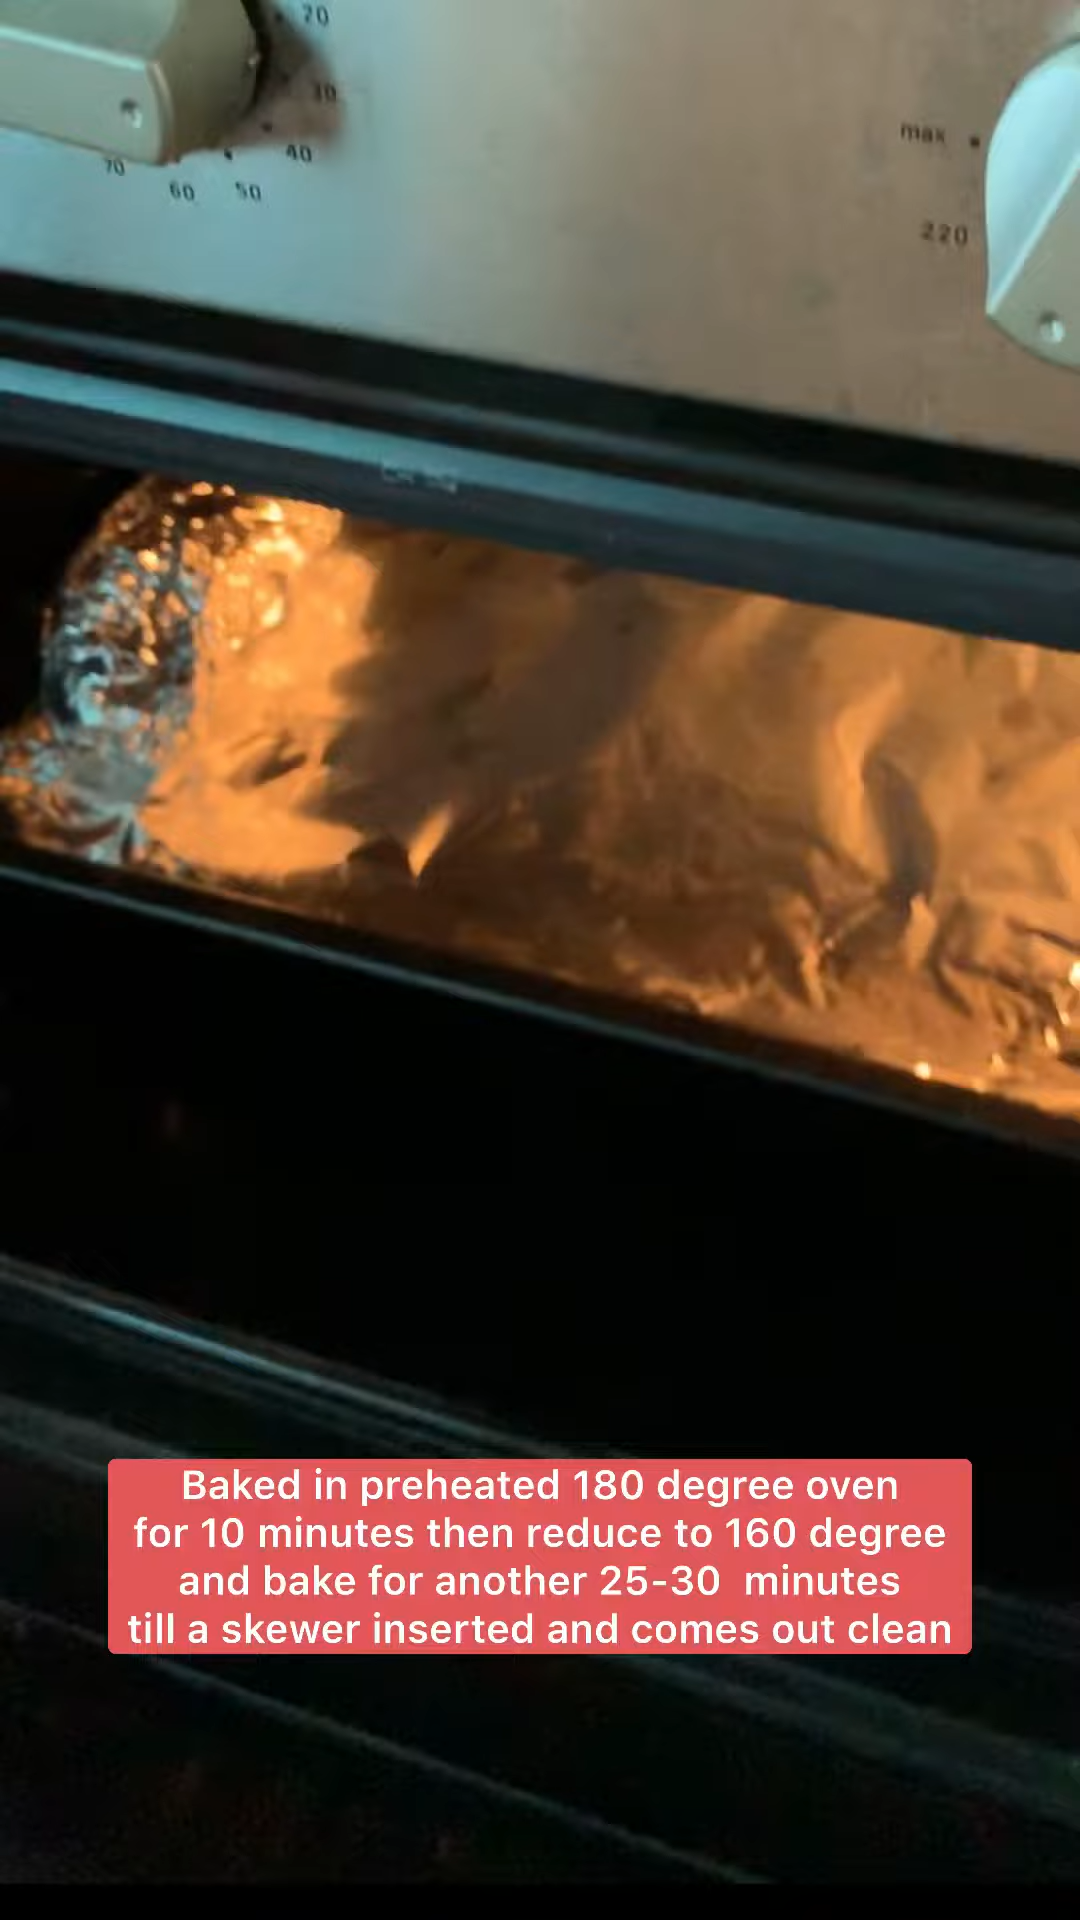 70
30
40
70
60 50
max
220
Baked in preheated 180 degree oven
for 10 minutes then reduce to 160 degree
and bake for another 25-30  minutes
till a skewer inserted and comes out clean